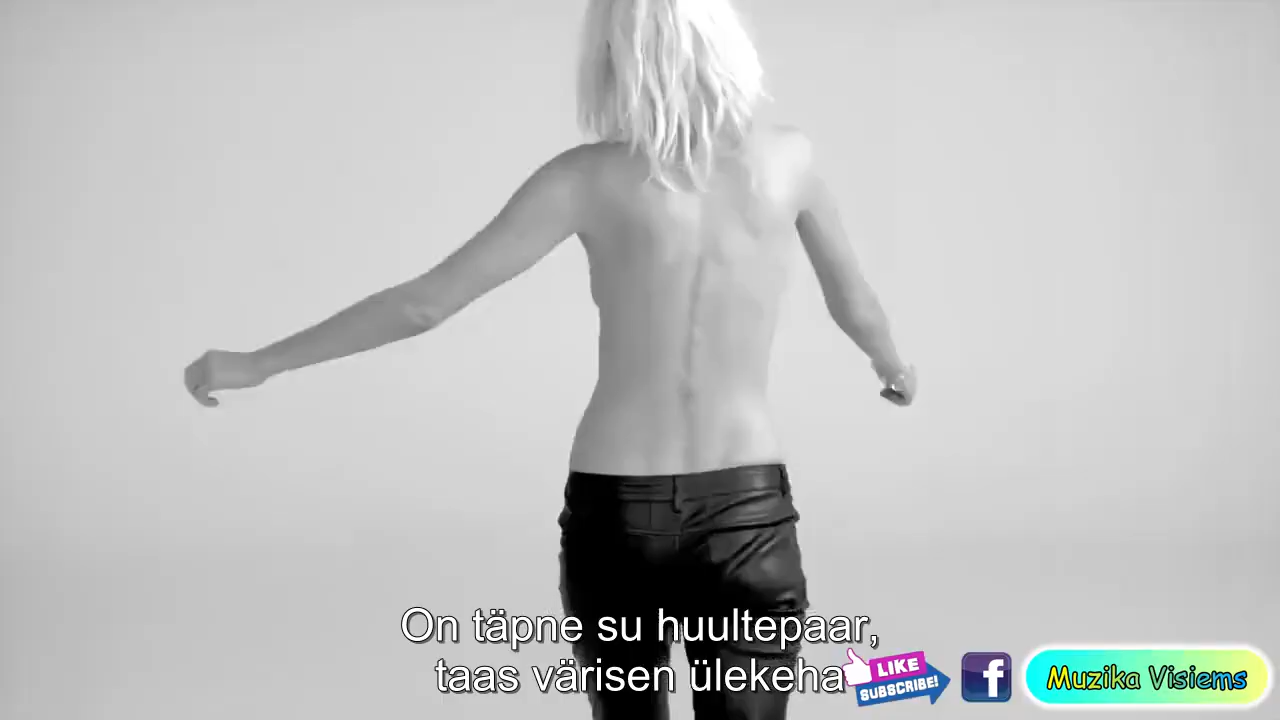 On täpne su huultepaar,
taas värisen ülekeha
LIKE
SUBSCRIBE!
f
Muzika Visiems